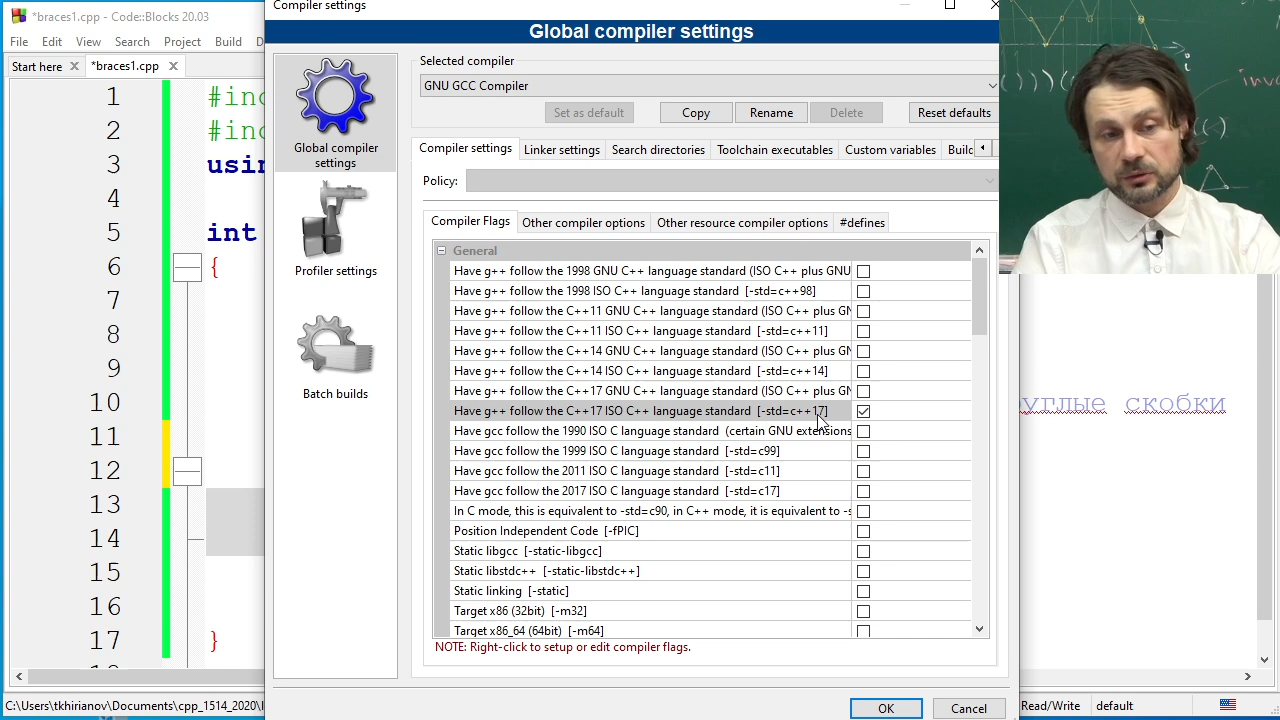 *braces1.cpp - Code::Blocks 20.03
File Edit View Search Project Build D
Start here
*braces1.cpp
1 #inc
2 #inc
3 usin
4
5 int
6 {
7
8
9
10
11
12
13
14
15
16
17 }
C:\Users\tkhirianov\Documents\cpp_1514_2020\
Compiler settings
Global compiler settings
Global compiler
settings
Profiler settings
Batch builds
Selected compiler
GNU GCC Compiler
Set as default Copy Rename Delete Reset defaults
Compiler settings Linker settings Search directories Toolchain executables Custom variables Builc
Policy:
Compiler Flags Other compiler options Other resource compiler options #defines
General
Have g++ follow the 1998 GNU C++ language standard (ISO C++ plus GNU
Have g++ follow the 1998 ISO C++ language standard [-std=c++98]
Have g++ follow the C++11 GNU C++ language standard (ISO C++ plus GN
Have g++ follow the C++11 ISO C++ language standard [-std=c++11]
Have g++ follow the C++14 GNU C++ language standard (ISO C++ plus GN
Have g++ follow the C++14 ISO C++ language standard [-std=c++14]
Have g++ follow the C++17 GNU C++ language standard (ISO C++ plus GN
Have g++ follow the C++17 ISO C++ language standard [-std=c++17]
Have gcc follow the 1990 ISO C language standard (certain GNU extensions
Have gcc follow the 1999 ISO C language standard [-std=c99]
Have gcc follow the 2011 ISO C language standard [-std=c11]
Have gcc follow the 2017 ISO C language standard [-std=c17]
In C mode, this is equivalent to -std=c90, in C++ mode, it is equivalent to -s
Position Independent Code [-fPIC]
Static libgcc [-static-libgcc]
Static libstdc++ [-static-libstdc++]
Static linking [-static]
Target x86 (32bit) [-m32]
Target x86_64 (64bit) [-m64]
NOTE: Right-click to setup or edit compiler flags.
OK Cancel
углые скобки
Read/Write default